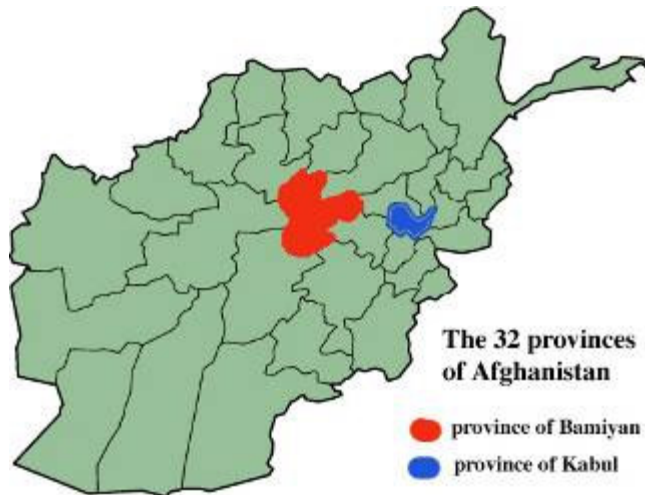 The 32 provinces
of Afghanistan
province of Bamiyan
province of Kabul